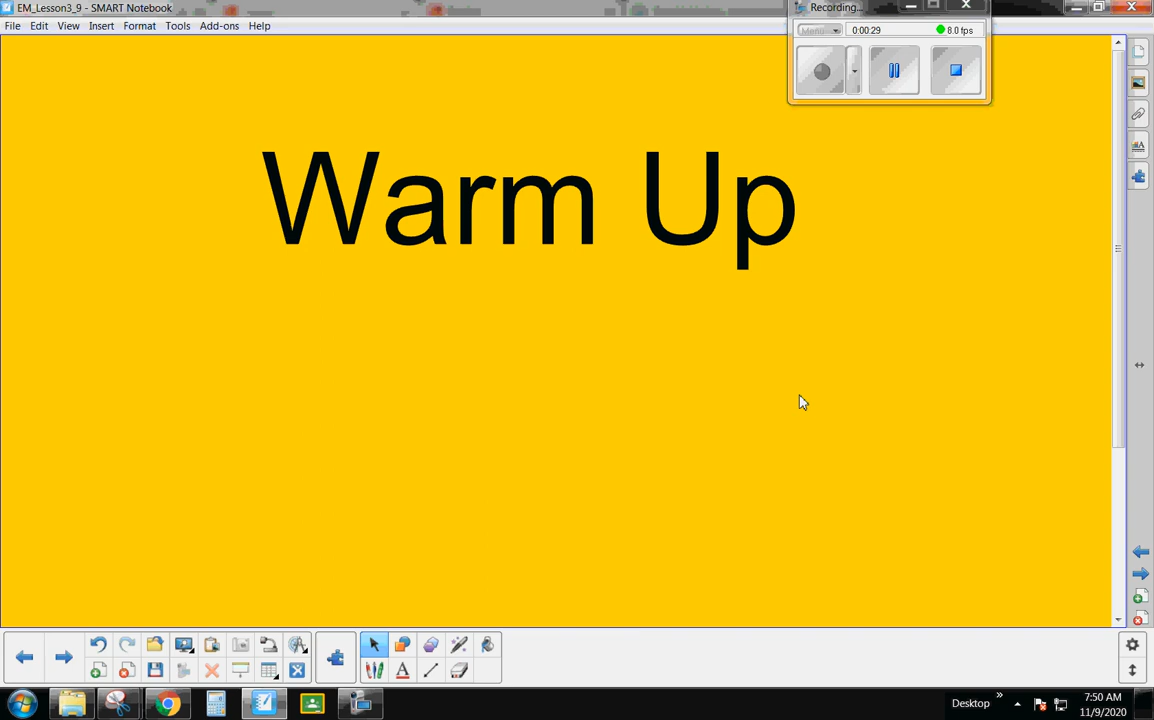 EM_Lesson3_9 - SMART Notebook
Recording...
File Edit View Insert Format Tools Add-ons Help
Menu 0:00:29 8.0 fps
Warm Up
Desktop
7:50 AM
11/9/2020